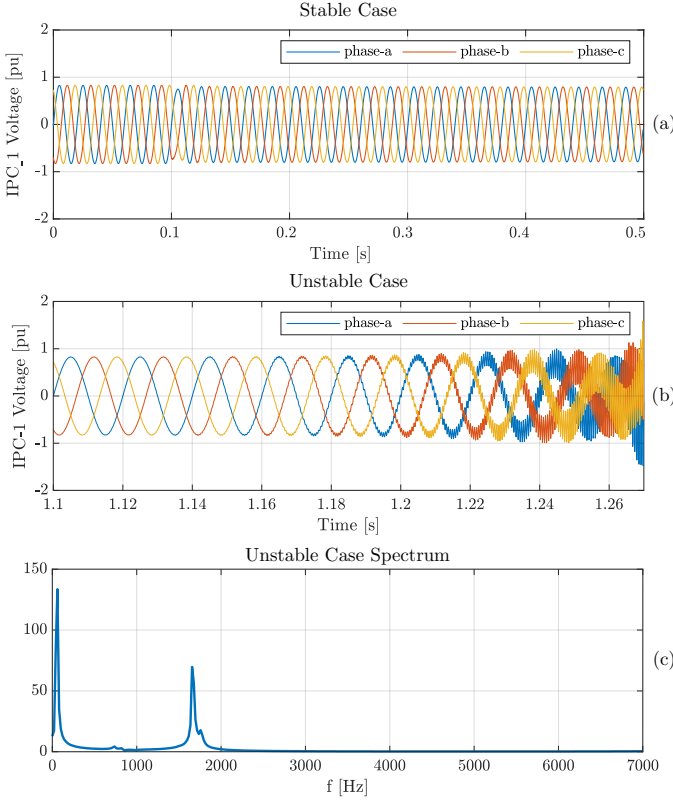 Stable Case
2
1
0
-1
-2
IPC_1 Voltage [pu]
phase-a phase-b phase-c
(a)
0 0.1 0.2 0.3 0.4 0.5
Time [s]
Unstable Case
2
1
0
-1
-2
IPC-1 Voltage [pu]
phase-a phase-b phase-c
(b)
1.1 1.12 1.14 1.16 1.18 1.2 1.22 1.24 1.26
Time [s]
Unstable Case Spectrum
150
100
50
0
(c)
0 1000 2000 3000 4000 5000 6000 7000
f [Hz]